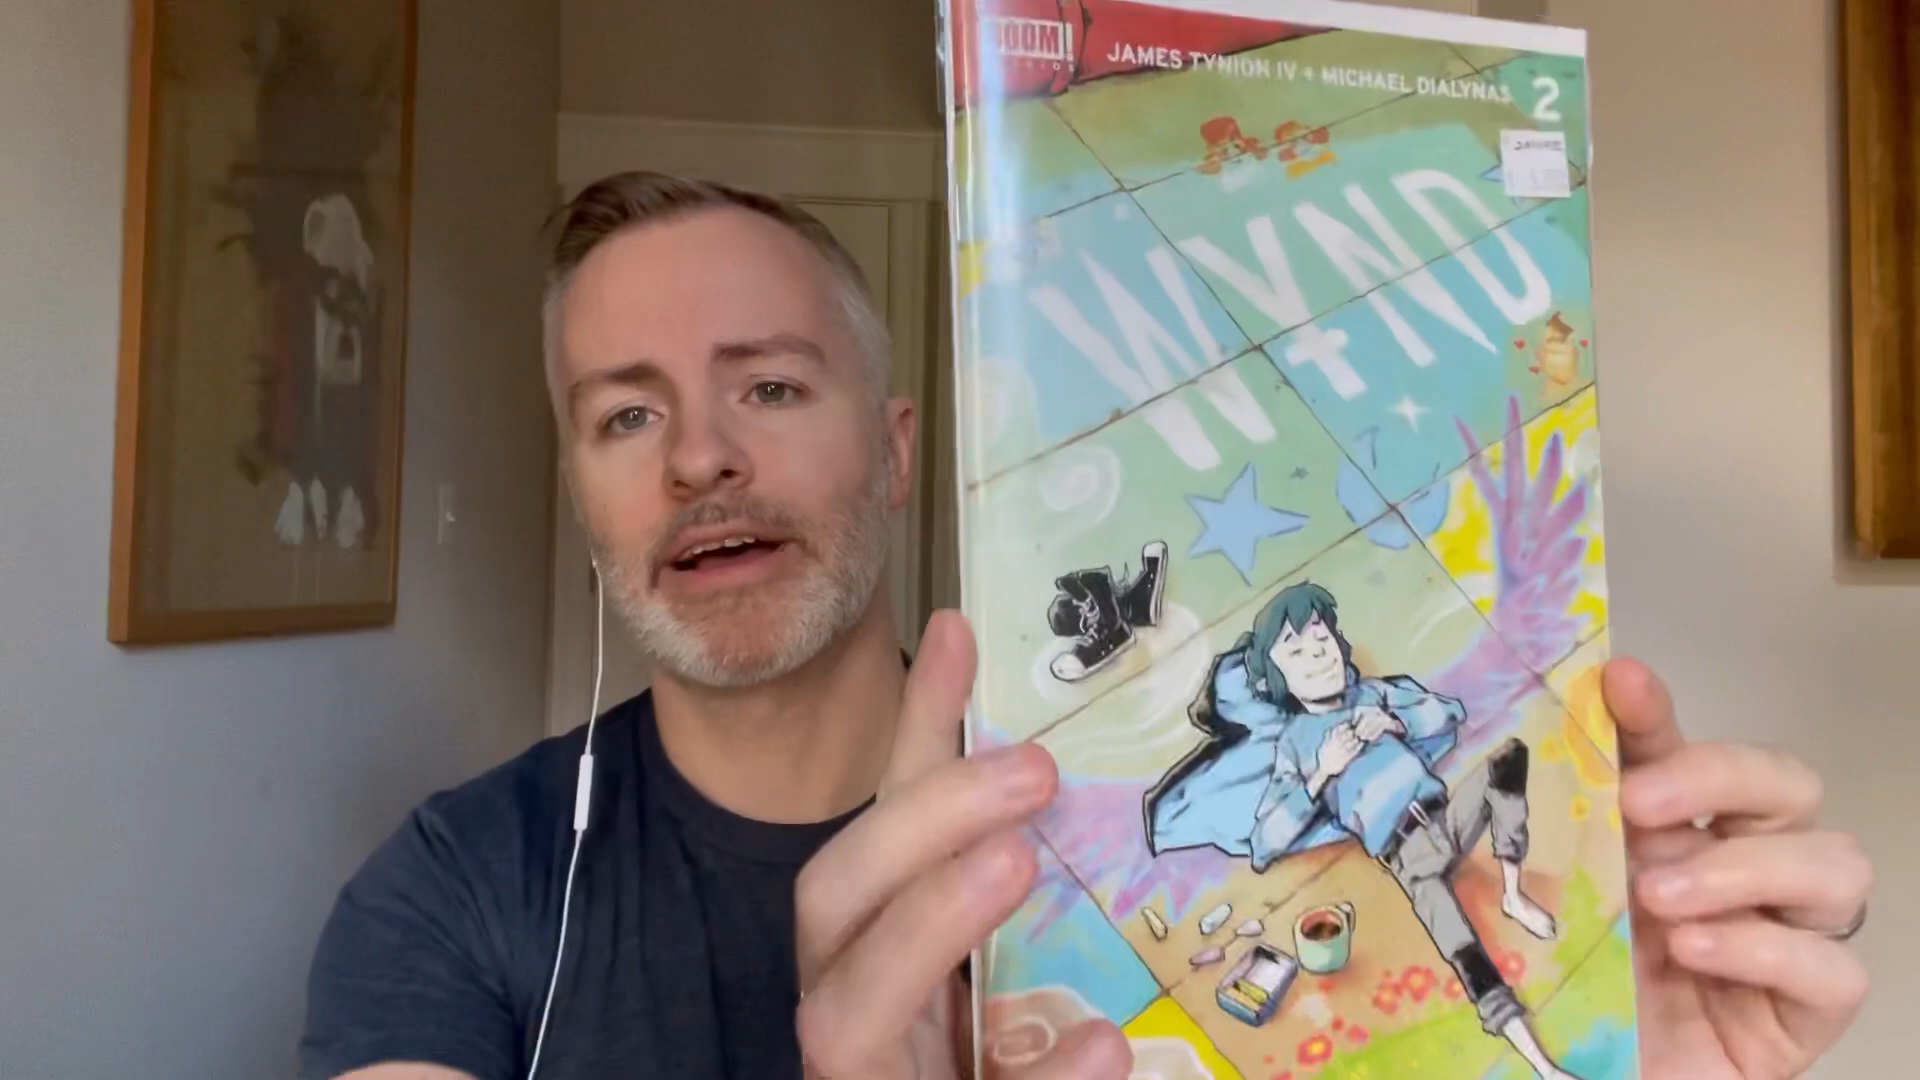 BOOM!
JAMES TYNION IV + MICHAEL DIALYNAS
2
WYND